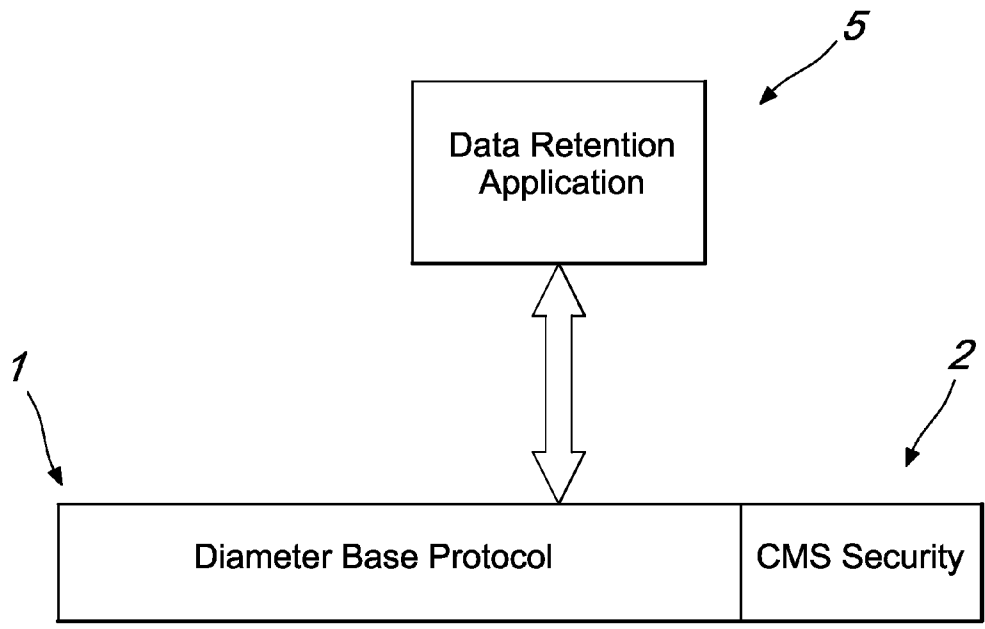 5
Data Retention
Application
1
2
Diameter Base Protocol
CMS Security